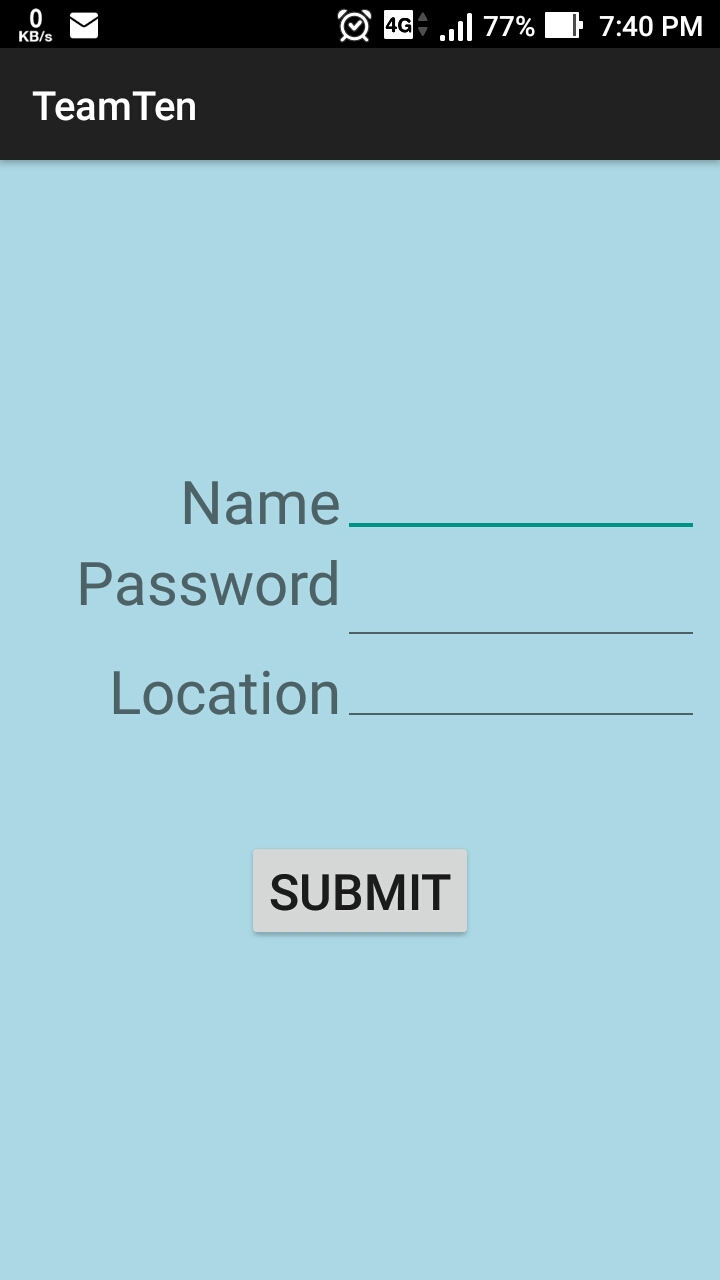 0 KB/s 4G 77% 7:40 PM
TeamTen
Name
Password
Location
SUBMIT